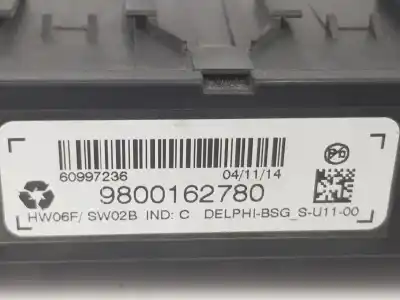 60997236 04/11/14
9800162780
HW06F/ SW02B IND: C DELPHI-BSG_S-U11-00